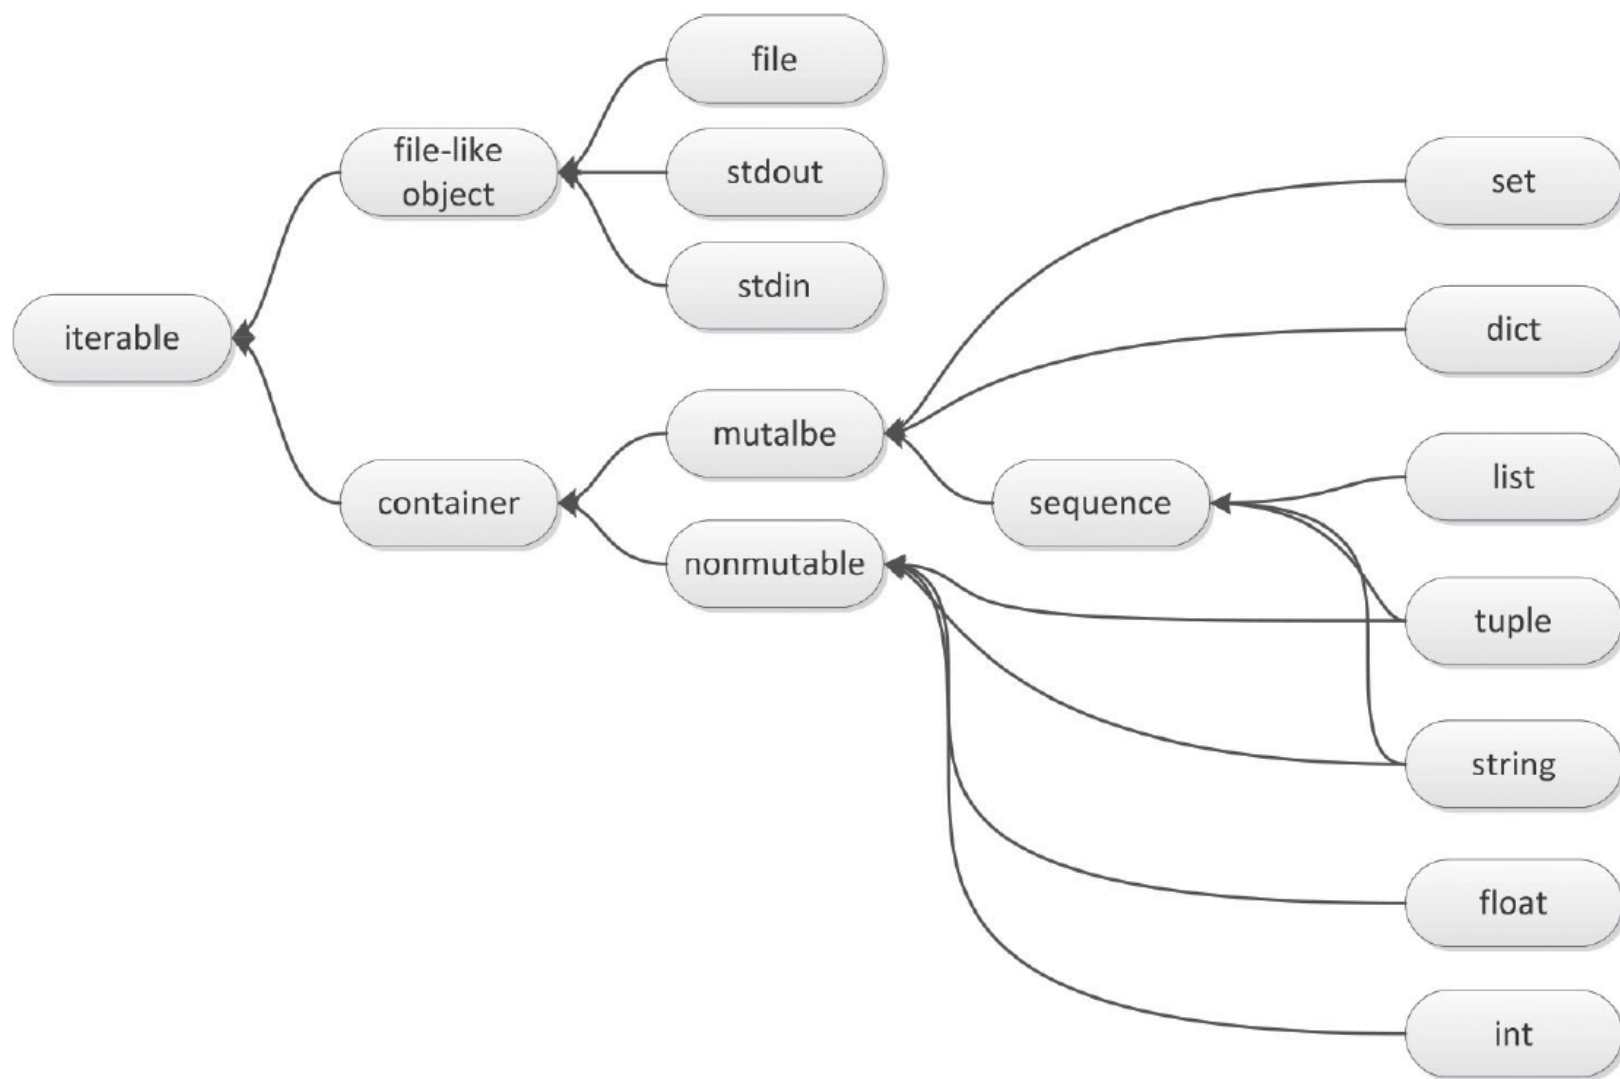 file
file-like
object
stdout
set
stdin
iterable
dict
mutalbe
container
sequence
list
nonmutable
tuple
string
float
int